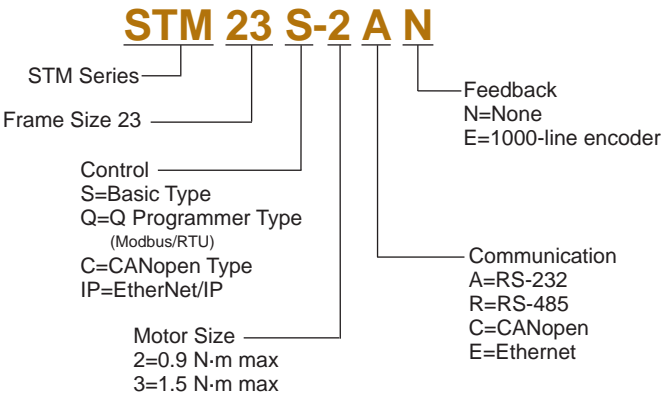 STM 23 S-2 A N
STM Series
Frame Size 23
Control
S=Basic Type
Q=Q Programmer Type
(Modbus/RTU)
C=CANopen Type
IP=EtherNet/IP
Motor Size
2=0.9 N·m max
3=1.5 N·m max
Feedback
N=None
E=1000-line encoder
Communication
A=RS-232
R=RS-485
C=CANopen
E=Ethernet